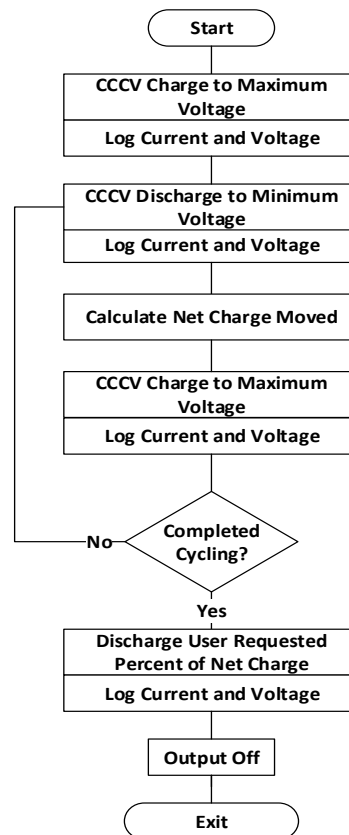 Start
CCCV Charge to Maximum
Voltage
Log Current and Voltage
CCCV Discharge to Minimum
Voltage
Log Current and Voltage
Calculate Net Charge Moved
CCCV Charge to Maximum
Voltage
Log Current and Voltage
Completed
Cycling?
No
Yes
Discharge User Requested
Percent of Net Charge
Log Current and Voltage
Output Off
Exit